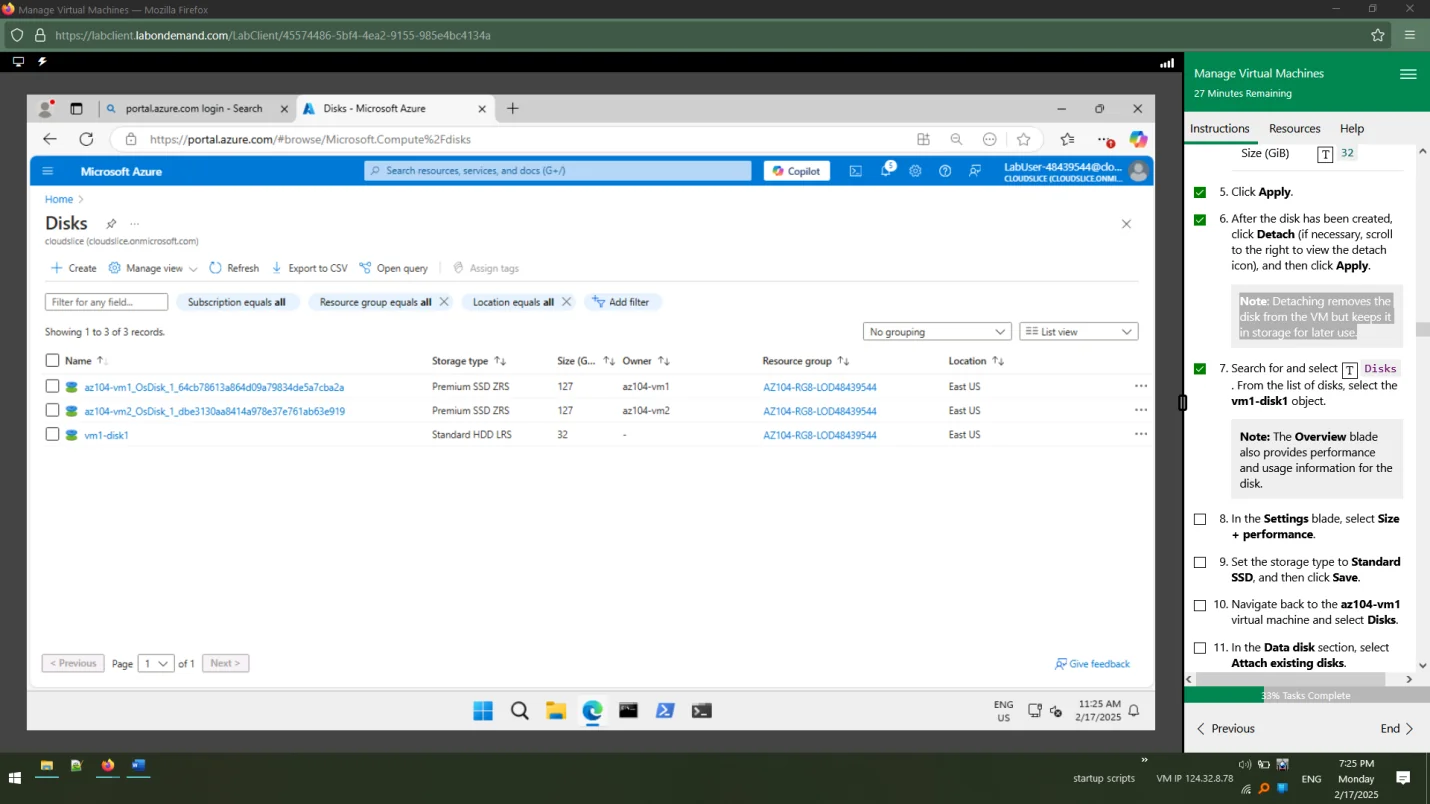 Manage Virtual Machines — Mozilla Firefox
https://labclient.labondemand.com/LabClient/45574486-5bf4-4ea2-9155-985e4bc4134a
portal.azure.com login - Search
Disks - Microsoft Azure
https://portal.azure.com/#browse/Microsoft.Compute%2Fdisks
Microsoft Azure
Search resources, services, and docs (G+/)
Copilot
5
LabUser-48439544@clo...
CLOUDSLICE (CLOUDSLICE.ONMI...
Home >
Disks
...
cloudslice (cloudslice.onmicrosoft.com)
Create
Manage view
Refresh
Export to CSV
Open query
Assign tags
Filter for any field...
Subscription equals all
Resource group equals all
Location equals all
Add filter
Showing 1 to 3 of 3 records.
No grouping
List view
Name
Storage type
Size (G...
Owner
Resource group
Location
az104-vm1_OsDisk_1_64cb78613a864d09a79834de5a7cba2a
Premium SSD ZRS
127
az104-vm1
AZ104-RG8-LOD48439544
East US
az104-vm2_OsDisk_1_dbe3130aa8414a978e37e761ab63e919
Premium SSD ZRS
127
az104-vm2
AZ104-RG8-LOD48439544
East US
vm1-disk1
Standard HDD LRS
32
-
AZ104-RG8-LOD48439544
East US
< Previous
Page
1
of 1
Next >
Give feedback
ENG
US
11:25 AM
2/17/2025
Manage Virtual Machines
27 Minutes Remaining
Instructions
Resources
Help
Size (GiB)
T
32
5. Click Apply.
6. After the disk has been created,
click Detach (if necessary, scroll
to the right to view the detach
icon), and then click Apply.
Note: Detaching removes the
disk from the VM but keeps it
in storage for later use.
7. Search for and select T Disks
. From the list of disks, select the
vm1-disk1 object.
Note: The Overview blade
also provides performance
and usage information for the
disk.
8. In the Settings blade, select Size
+ performance.
9. Set the storage type to Standard
SSD, and then click Save.
10. Navigate back to the az104-vm1
virtual machine and select Disks.
11. In the Data disk section, select
Attach existing disks.
33% Tasks Complete
Previous
End
startup scripts
VM IP 124.32.8.78
ENG
7:25 PM
Monday
2/17/2025